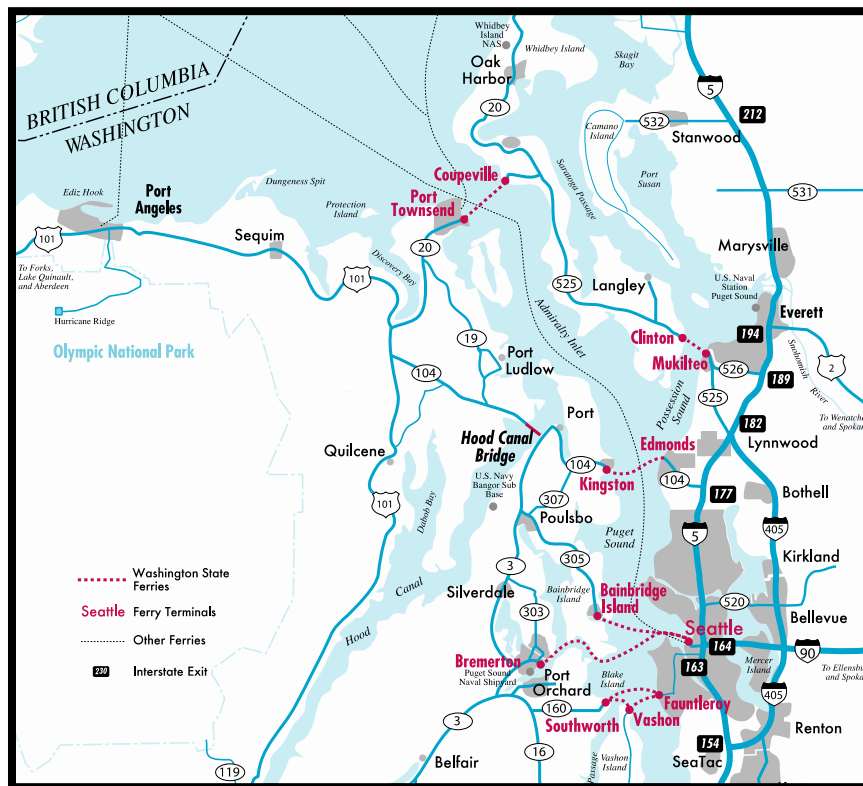 Whidbey
Island
NAS
Whidbey Island
Skagit
Bay
Oak
Harbor
BRITISH COLUMBIA
WASHINGTON
5
20
212
532
Stanwood
Camano
Island
Saratoga Passage
Port
Susan
Coupeville
Dungeness Spit
Ediz Hook
Port
Angeles
Protection
Island
Port
Townsend
531
101
Sequim
20
Marysville
To Forks,
Lake Quinault,
and Aberdeen
Discovery Bay
101
525
Langley
U.S. Naval
Station
Puget Sound
Everett
Hurricane Ridge
Admiralty Inlet
Clinton
194
Olympic National Park
19
Port
Ludlow
Mukilteo
526
189
Snohomish
River
2
104
525
Possession
Sound
To Wenatche
and Spokan
Port
182
Lynnwood
Hood Canal
Bridge
Edmonds
Quilcene
104
Kingston
104
177
U.S. Navy
Bangor Sub
Base
307
Bothell
101
Dabob Bay
Poulsbo
Puget
Sound
5
405
3
305
Kirkland
Washington State
Ferries
Canal
Silverdale
Bainbridge
Island
Bainbridge
Island
520
Seattle
Ferry Terminals
303
Bellevue
Hood
Seattle
Other Ferries
164
90
Bremerton
163
Mercer
Island
230
Interstate Exit
Puget Sound
Naval Shipyard
Port
Orchard
Blake
Island
To Ellensbu
and Spoka
405
Fauntleroy
160
Southworth
Vashon
3
Renton
16
154
Belfair
Vashon
Island
Passage
SeaTac
119